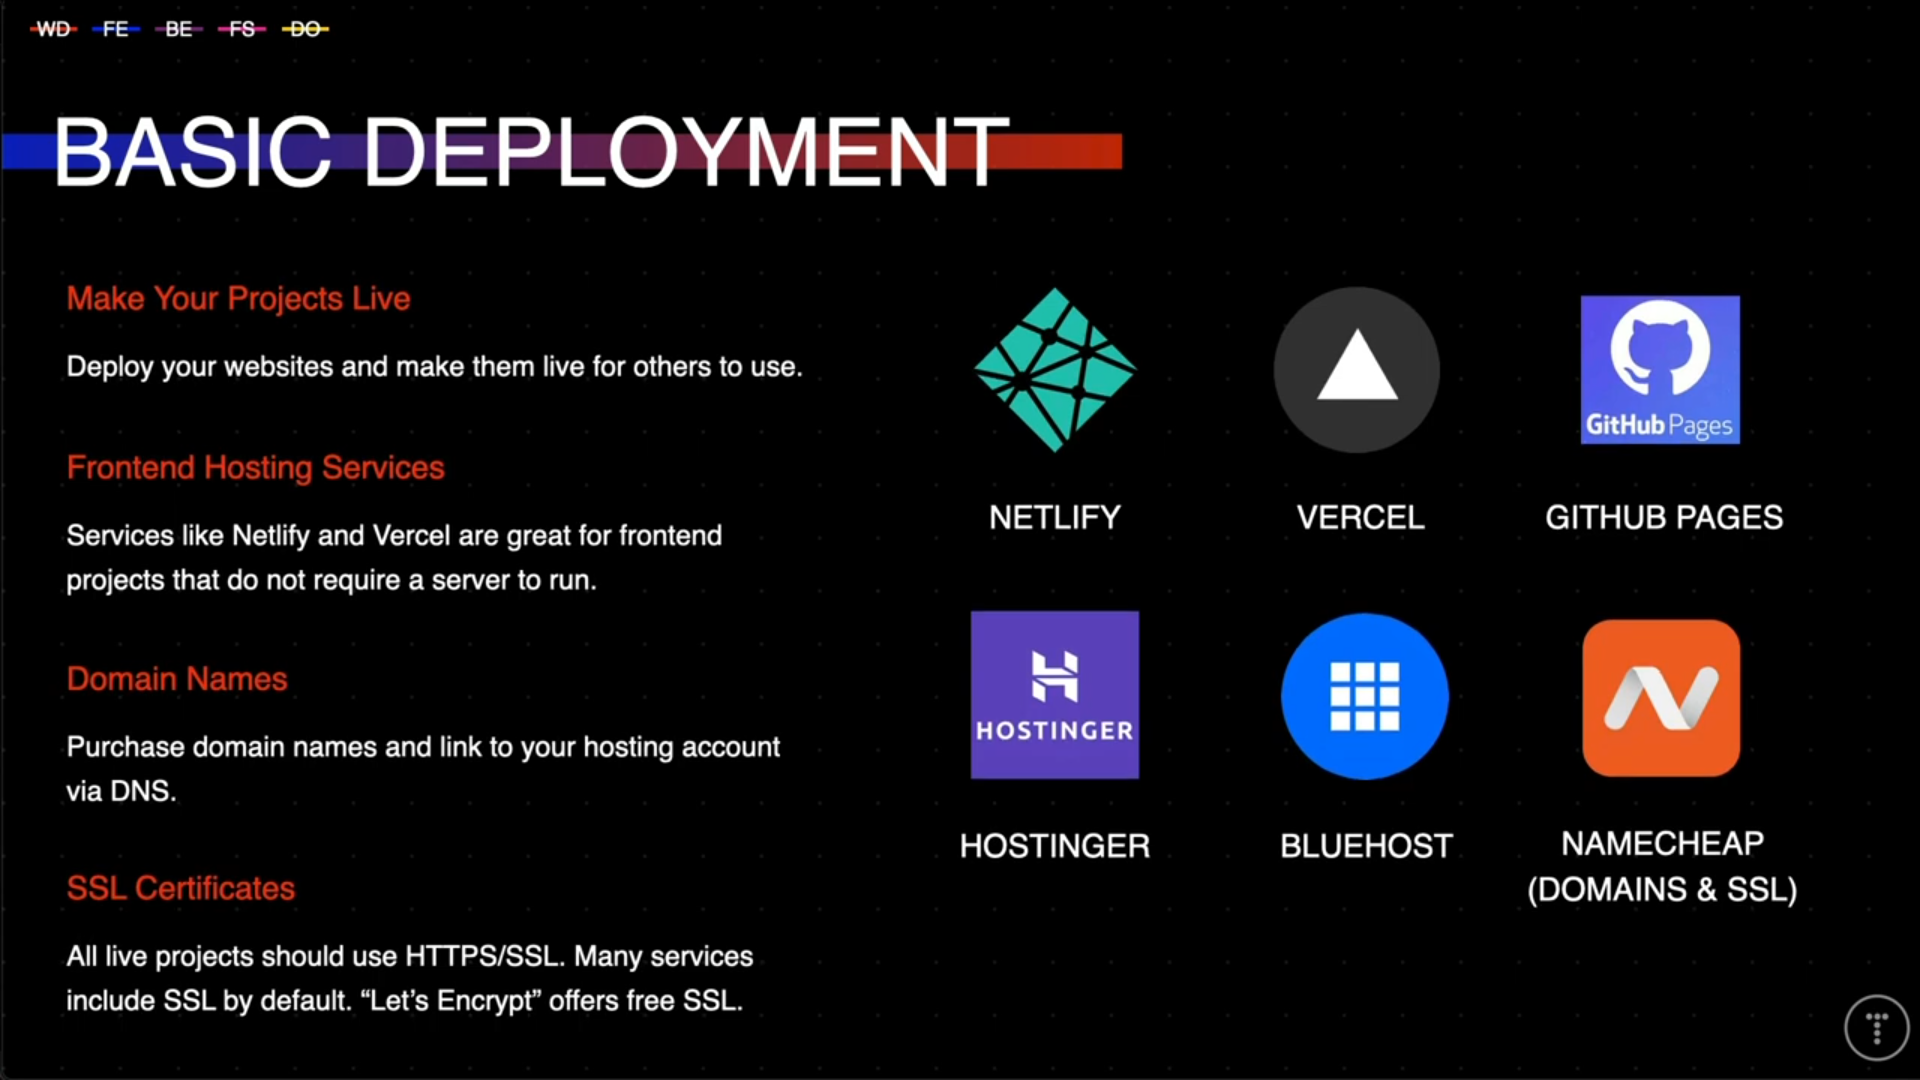 WD FE BE FS DO
BASIC DEPLOYMENT
Make Your Projects Live
Deploy your websites and make them live for others to use.
Frontend Hosting Services
Services like Netlify and Vercel are great for frontend
projects that do not require a server to run.
Domain Names
Purchase domain names and link to your hosting account
via DNS.
SSL Certificates
All live projects should use HTTPS/SSL. Many services
include SSL by default. “Let’s Encrypt” offers free SSL.
GitHub Pages
NETLIFY VERCEL GITHUB PAGES
HOSTINGER
HOSTINGER BLUEHOST NAMECHEAP
(DOMAINS & SSL)